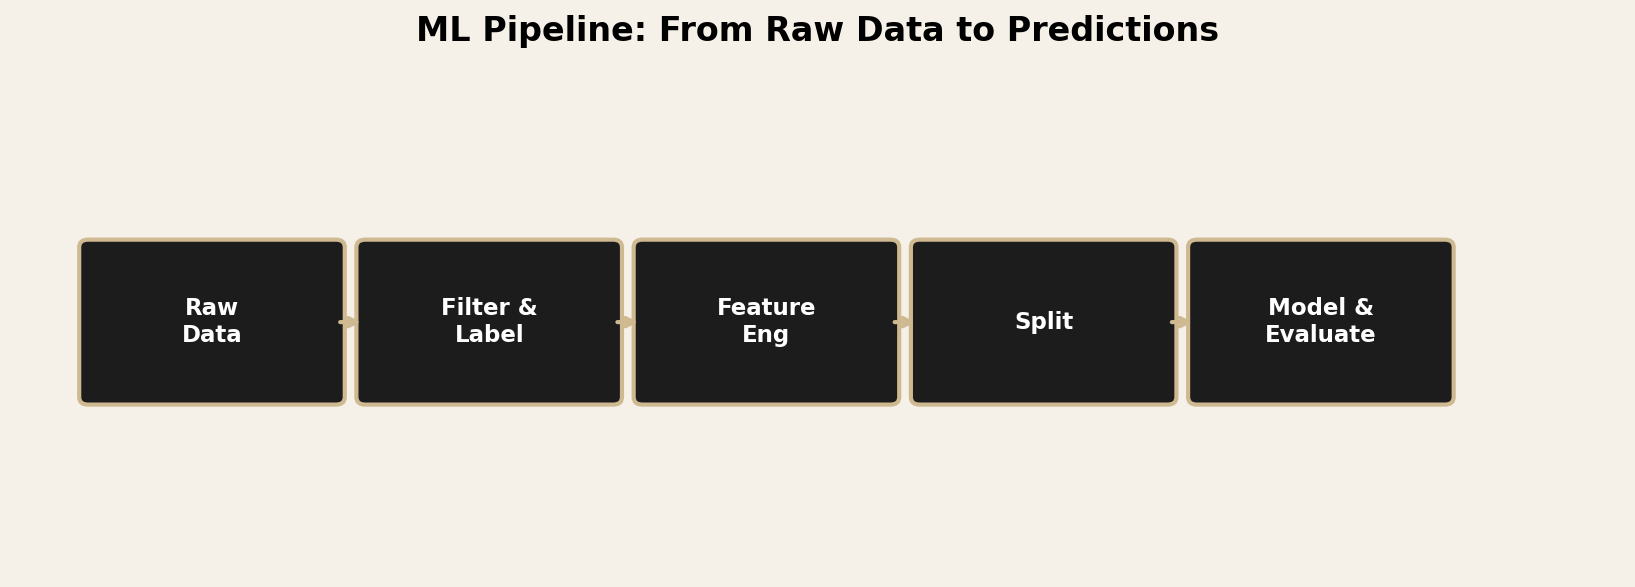 ML Pipeline: From Raw Data to Predictions
Raw
Data
Filter &
Label
Feature
Eng
Split
Model &
Evaluate